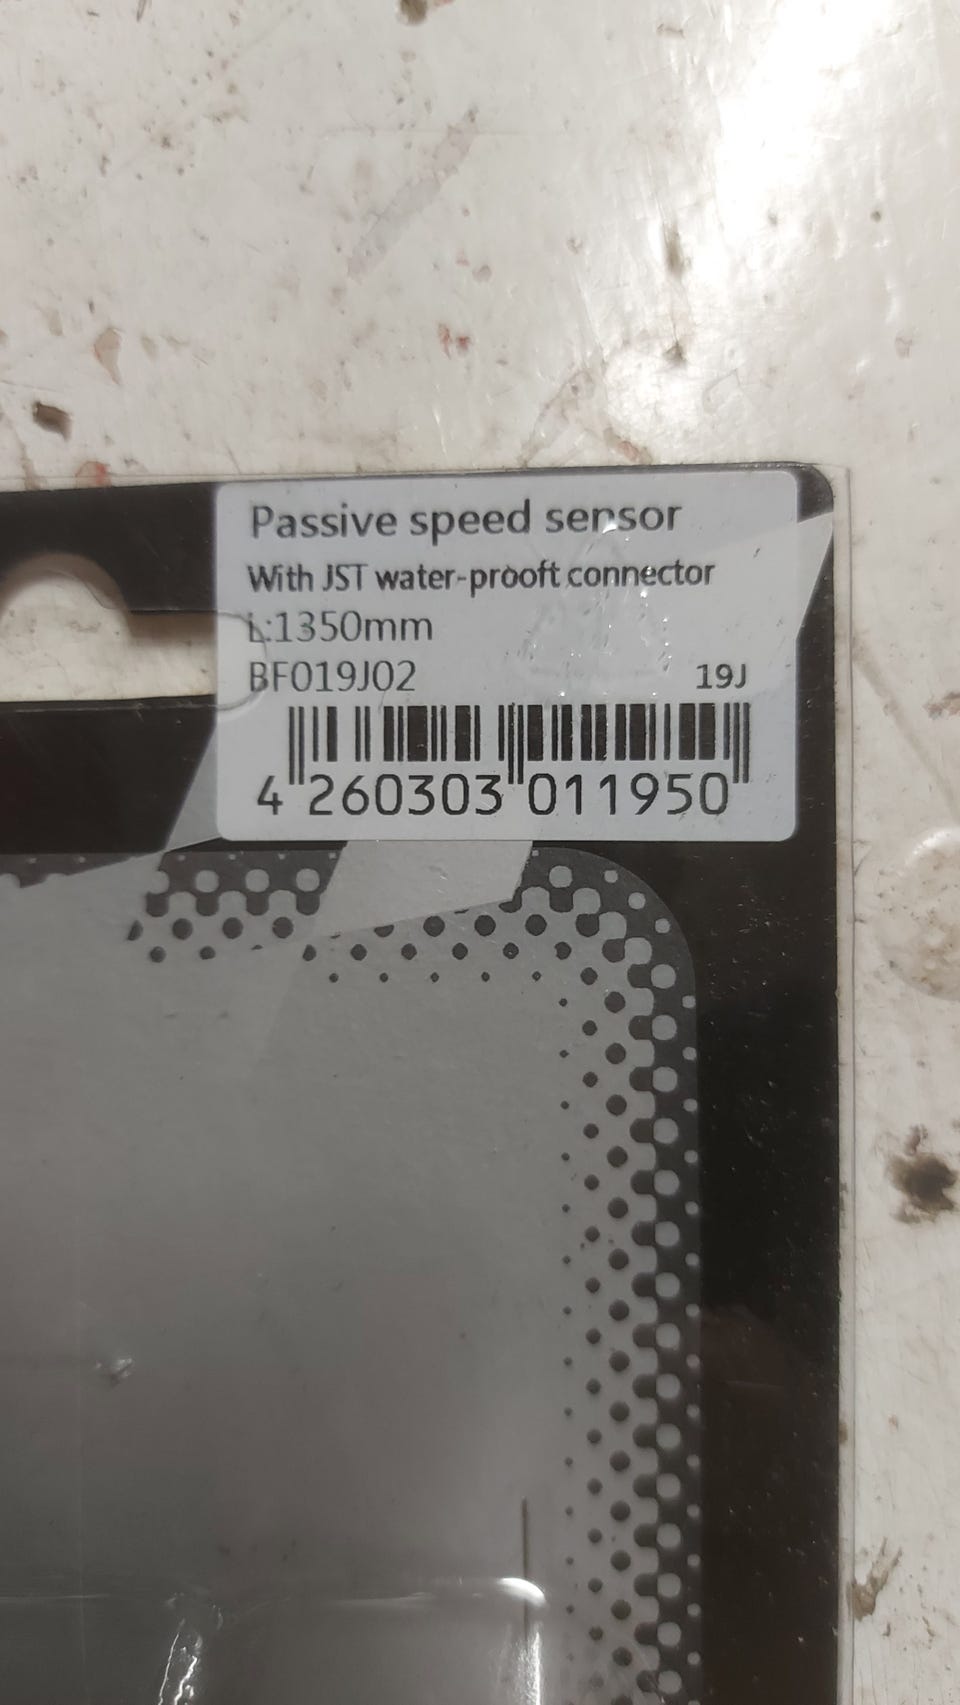 Passive speed sensor
With JST water-prooft connector
L:1350mm
BF019J02 19J
4 260303 011950